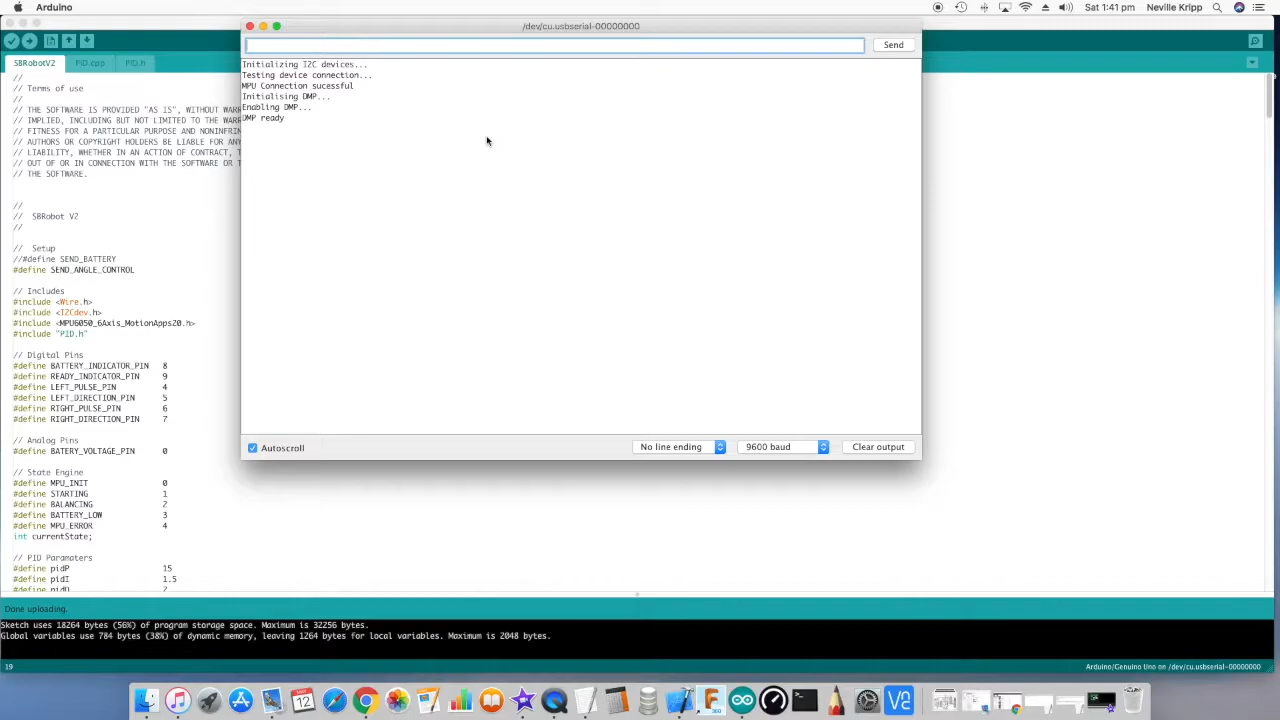 Arduino
Sat 1:41 pm
Neville Kripp
/dev/cu.usbserial-00000000
Send
Initializing I2C devices...
Testing device connection...
MPU Connection sucessful
Initialising DMP...
Enabling DMP...
DMP ready
Autoscroll
No line ending
9600 baud
Clear output
SBRobotV2
PID.cpp
PID.h
//
// Terms of use
//
// THE SOFTWARE IS PROVIDED "AS IS", WITHOUT WARR
// IMPLIED, INCLUDING BUT NOT LIMITED TO THE WARR
// FITNESS FOR A PARTICULAR PURPOSE AND NONINFRIN
// AUTHORS OR COPYRIGHT HOLDERS BE LIABLE FOR ANY
// LIABILITY, WHETHER IN AN ACTION OF CONTRACT, T
// OUT OF OR IN CONNECTION WITH THE SOFTWARE OR T
// THE SOFTWARE.
//
// SBRobot V2
//
// Setup
//#define SEND_BATTERY
#define SEND_ANGLE_CONTROL
// Includes
#include <Wire.h>
#include <I2Cdev.h>
#include <MPU6050_6Axis_MotionApps20.h>
#include "PID.h"
// Digital Pins
#define BATTERY_INDICATOR_PIN 8
#define READY_INDICATOR_PIN 9
#define LEFT_PULSE_PIN 4
#define LEFT_DIRECTION_PIN 5
#define RIGHT_PULSE_PIN 6
#define RIGHT_DIRECTION_PIN 7
// Analog Pins
#define BATERY_VOLTAGE_PIN 0
// State Engine
#define MPU_INIT 0
#define STARTING 1
#define BALANCING 2
#define BATTERY_LOW 3
#define MPU_ERROR 4
int currentState;
// PID Paramaters
#define pidP 15
#define pidI 1.5
#define pidD 2
Done uploading.
Sketch uses 18264 bytes (56%) of program storage space. Maximum is 32256 bytes.
Global variables use 784 bytes (38%) of dynamic memory, leaving 1264 bytes for local variables. Maximum is 2048 bytes.
19
Arduino/Genuino Uno on /dev/cu.usbserial-00000000
12
360